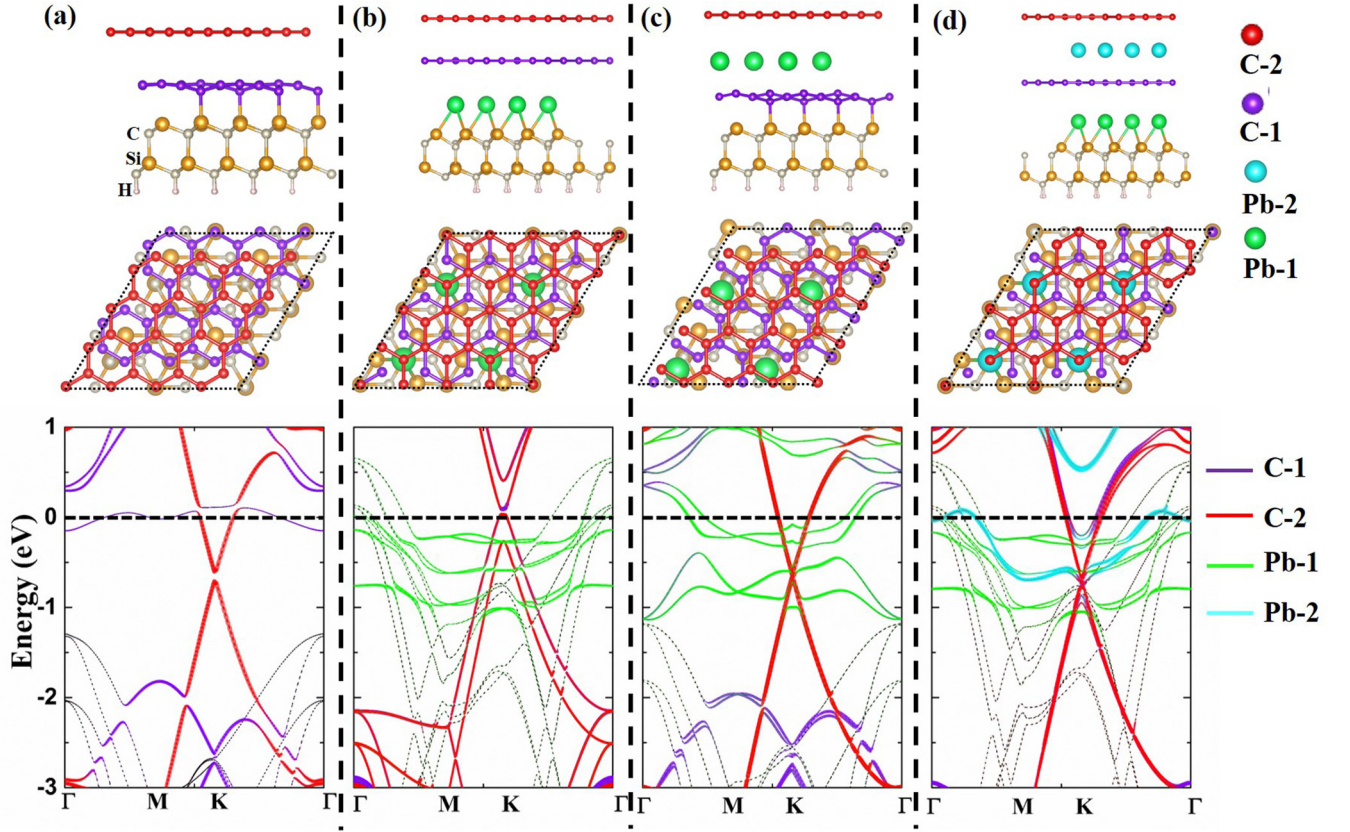 (a) (b) (c) (d)
C-2
C-1
Pb-2
Pb-1
C
Si
H
Energy (eV)
1
0
-1
-2
-3
Γ M K Γ
Γ M K Γ
Γ M K Γ
Γ M K Γ
C-1
C-2
Pb-1
Pb-2